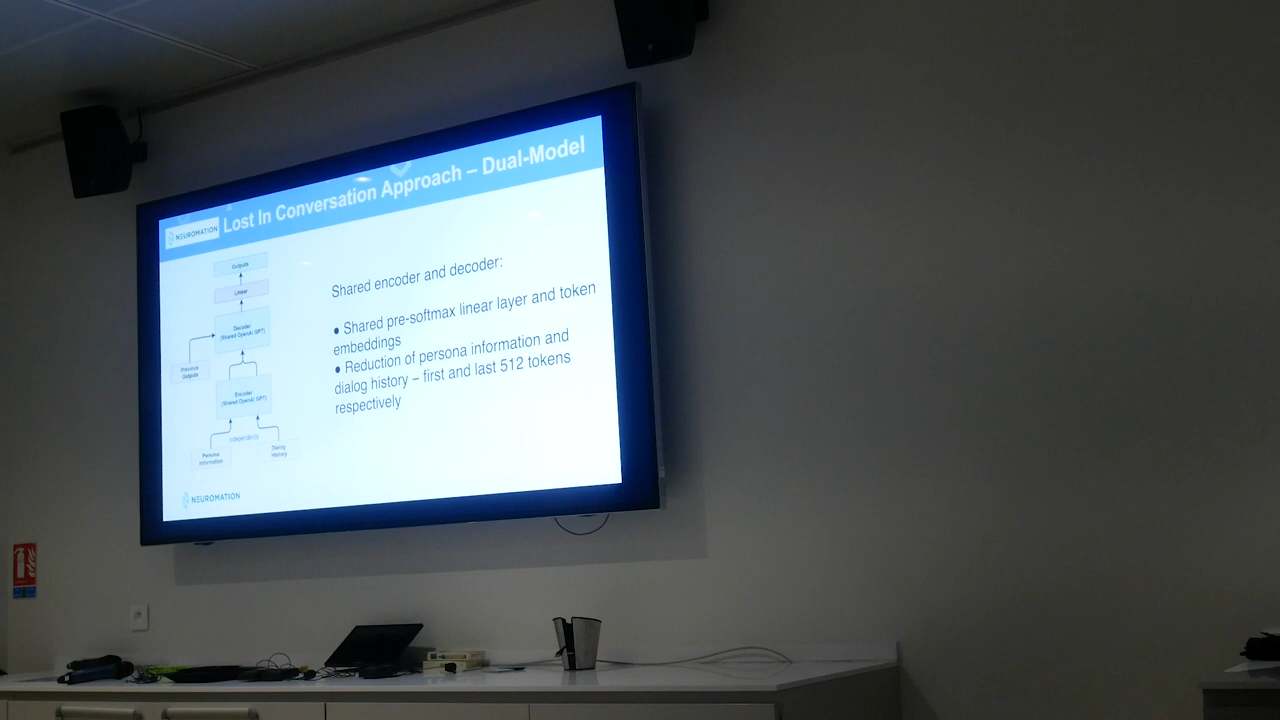 Lost In Conversation Approach – Dual-Model
NEUROMATION
Outputs
Linear
Decoder
(Shared OpenAI GPT)
Previous
Outputs
Encoder
(Shared OpenAI GPT)
independently
Persona
Information
Dialog
History
Shared encoder and decoder:
● Shared pre-softmax linear layer and token
embeddings
● Reduction of persona information and
dialog history – first and last 512 tokens
respectively
NEUROMATION